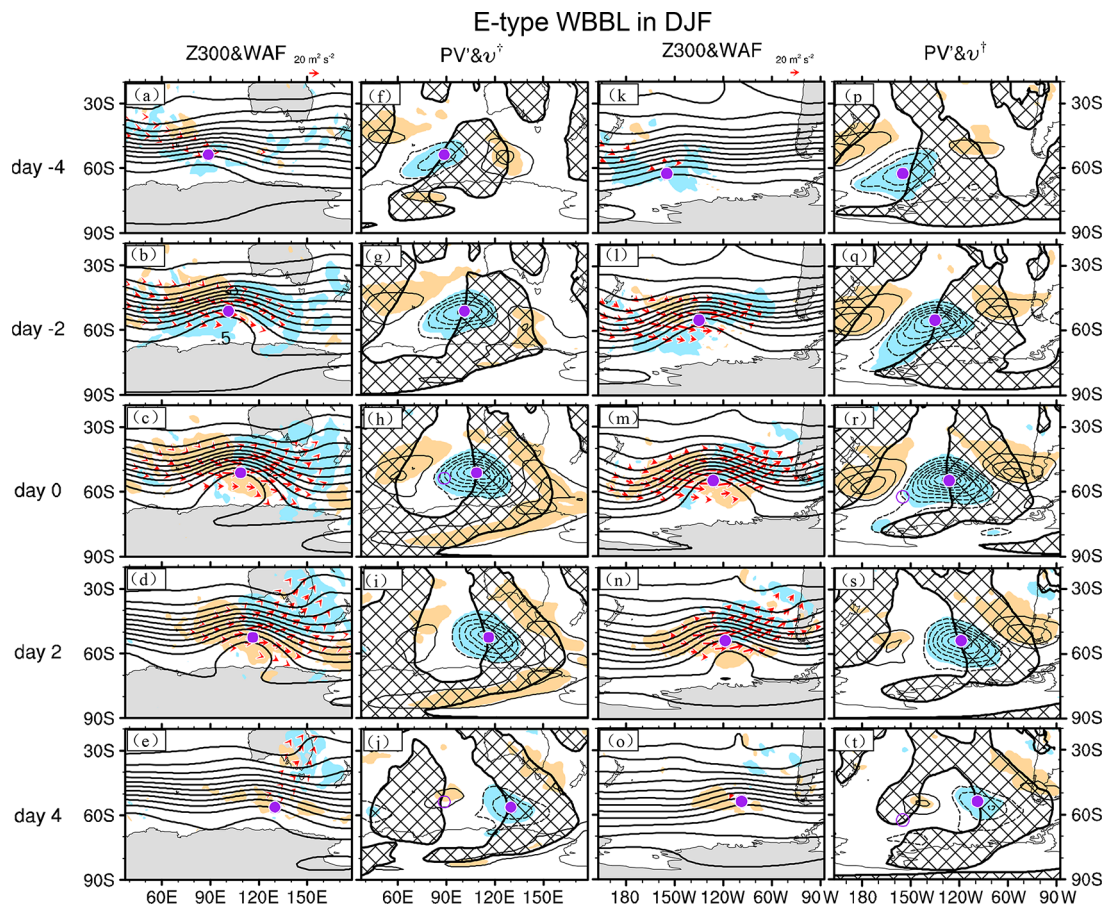 E-type WBBL in DJF
Z300&WAF 20 m² s⁻² PV'&υ† Z300&WAF 20 m² s⁻² PV'&υ†
day -4
(a) (f) (k) (p)
30S 60S 90S 30S 60S 90S
day -2
(b) (g) (l) (q)
5
30S 60S 90S 30S 60S 90S
day 0
(c) (h) (m) (r)
30S 60S 90S 30S 60S 90S
day 2
(d) (i) (n) (s)
30S 60S 90S 30S 60S 90S
day 4
(e) (j) (o) (t)
30S 60S 90S 30S 60S 90S
60E 90E 120E 150E 60E 90E 120E 150E 180 150W 120W 60W 90W 180 150W 120W 60W 90W